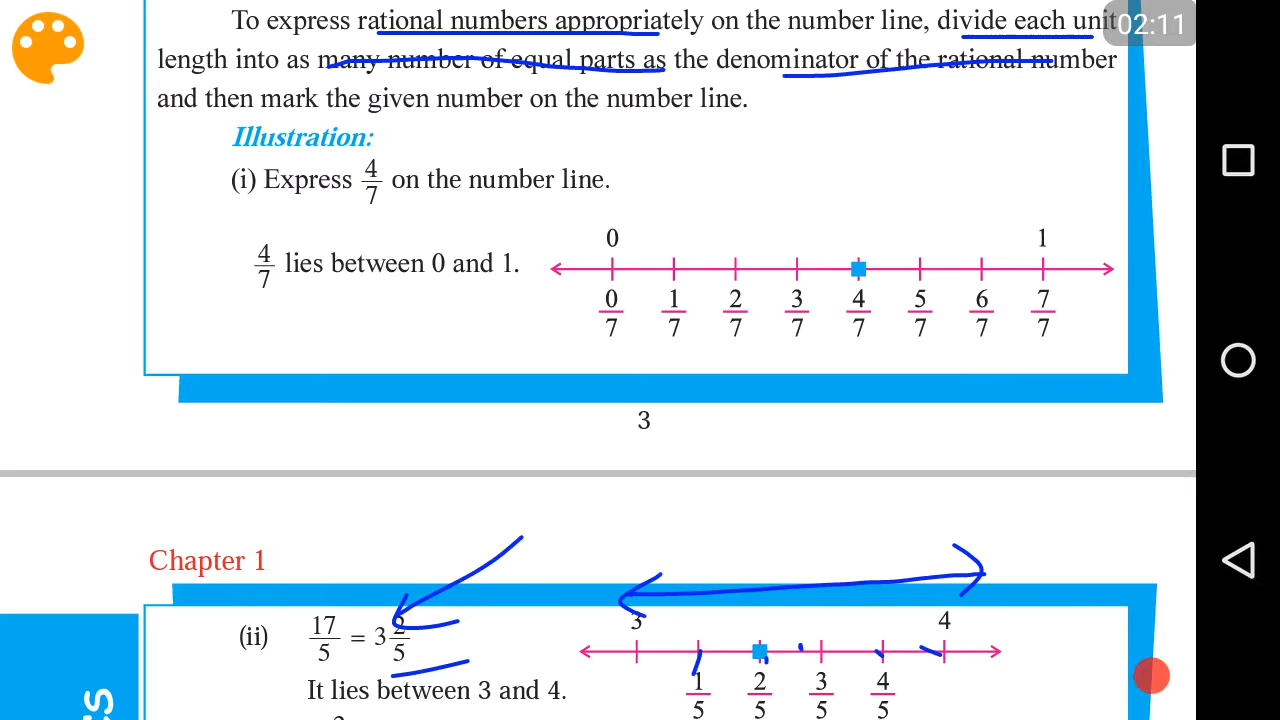 02:11
To express rational numbers appropriately on the number line, divide each unit
length into as many number of equal parts as the denominator of the rational number
and then mark the given number on the number line.
Illustration:
(i) Express 4/7 on the number line.
4/7 lies between 0 and 1.
0 1
0/7 1/7 2/7 3/7 4/7 5/7 6/7 7/7
3
Chapter 1
(ii) 17/5 = 3 2/5
3 4
It lies between 3 and 4.
1/5 2/5 3/5 4/5